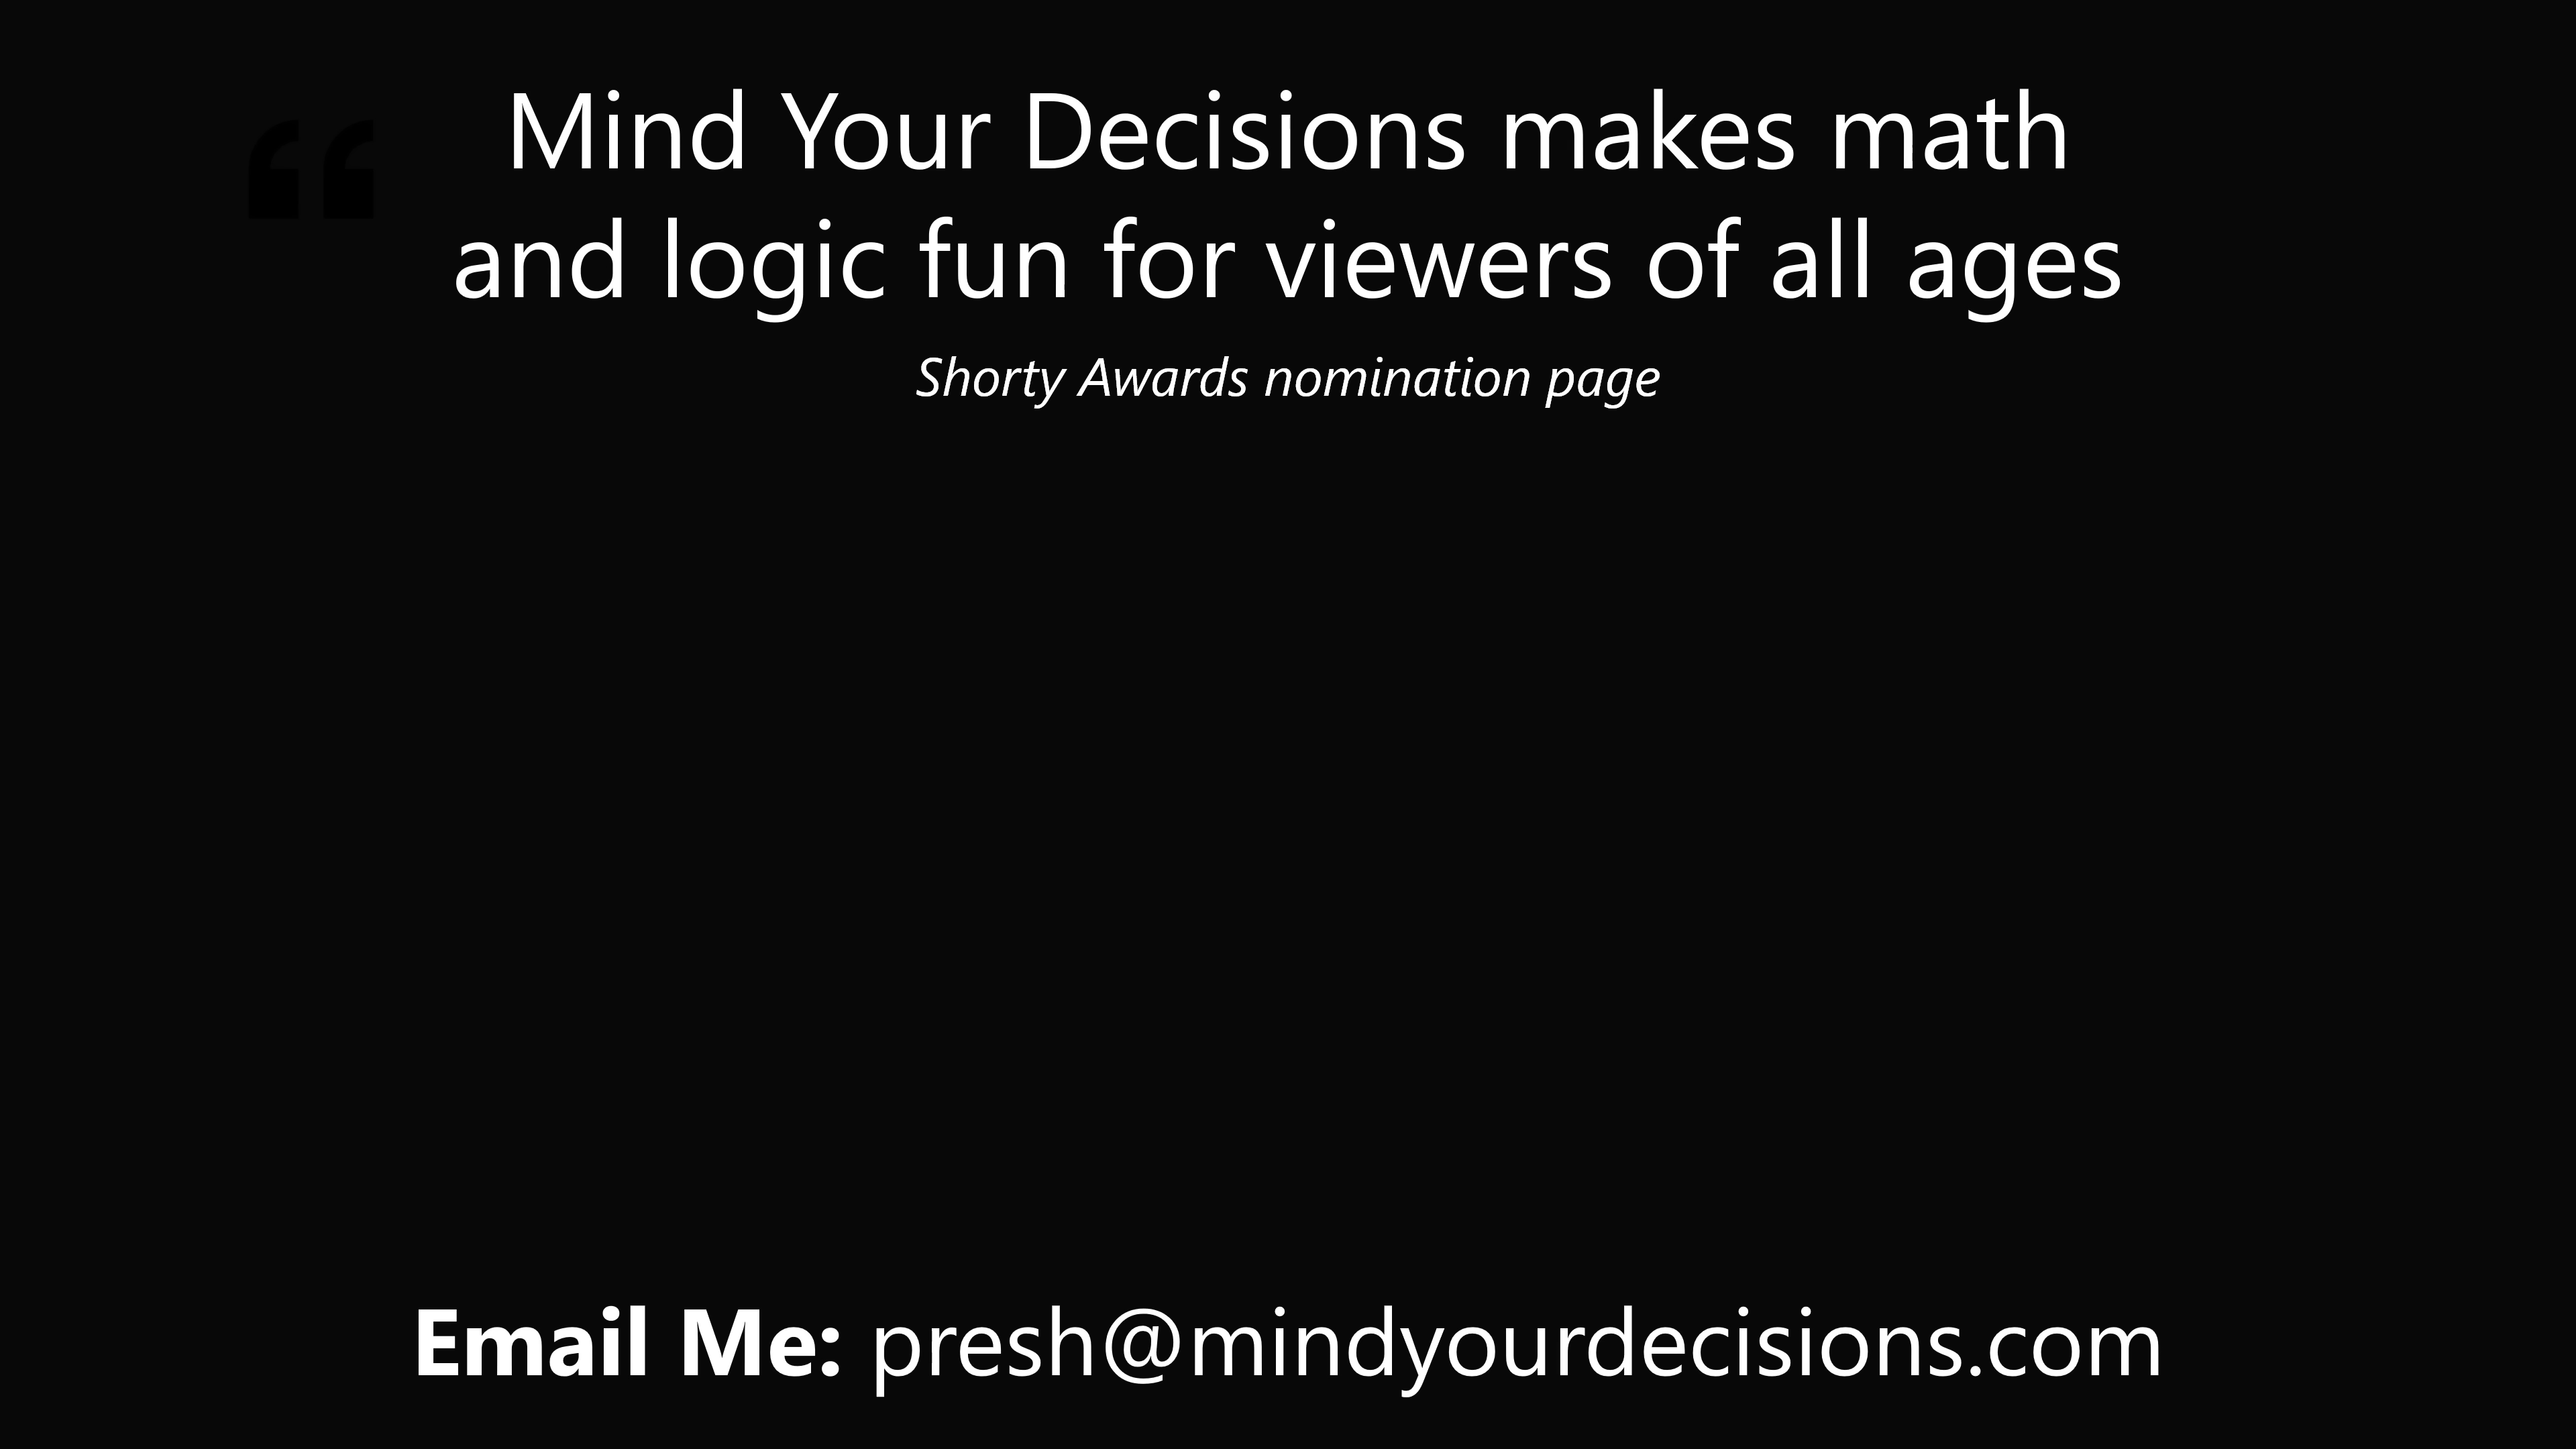 “ Mind Your Decisions makes math
and logic fun for viewers of all ages
Shorty Awards nomination page
Email Me: presh@mindyourdecisions.com